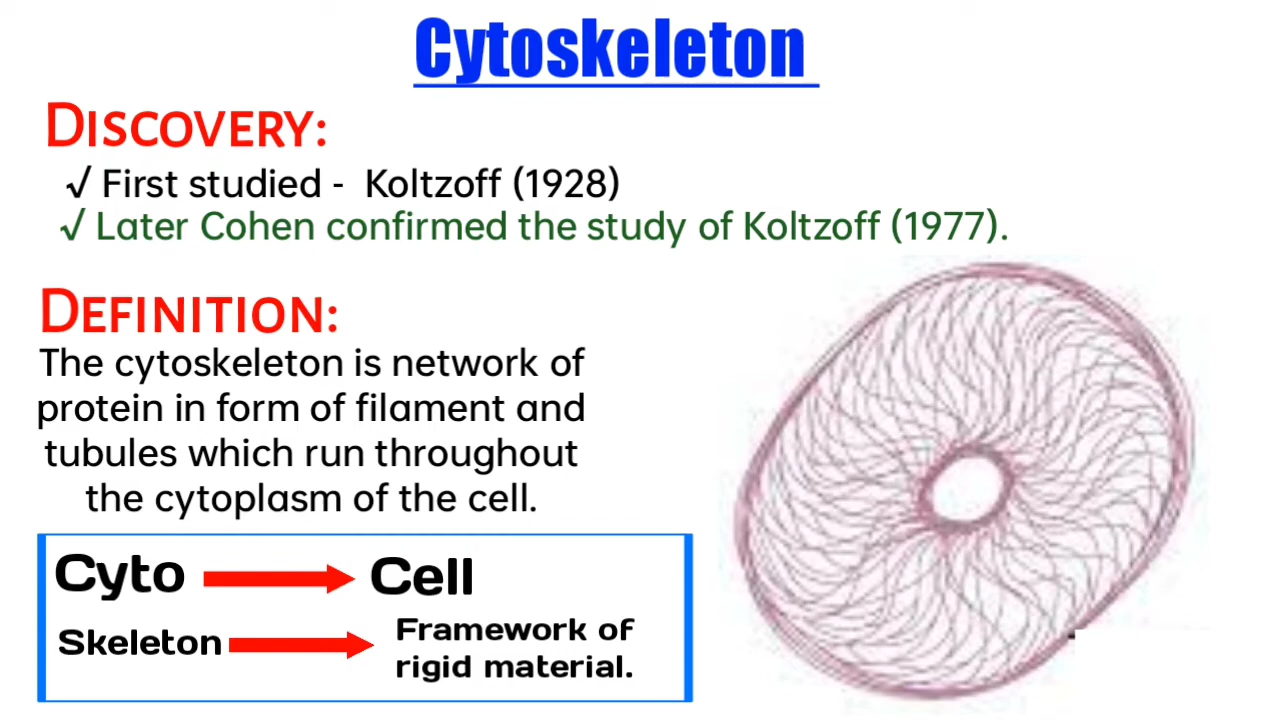 Cytoskeleton
DISCOVERY:
√ First studied - Koltzoff (1928)
√ Later Cohen confirmed the study of Koltzoff (1977).
DEFINITION:
The cytoskeleton is network of
protein in form of filament and
tubules which run throughout
the cytoplasm of the cell.
Cyto Cell
Skeleton Framework of
rigid material.